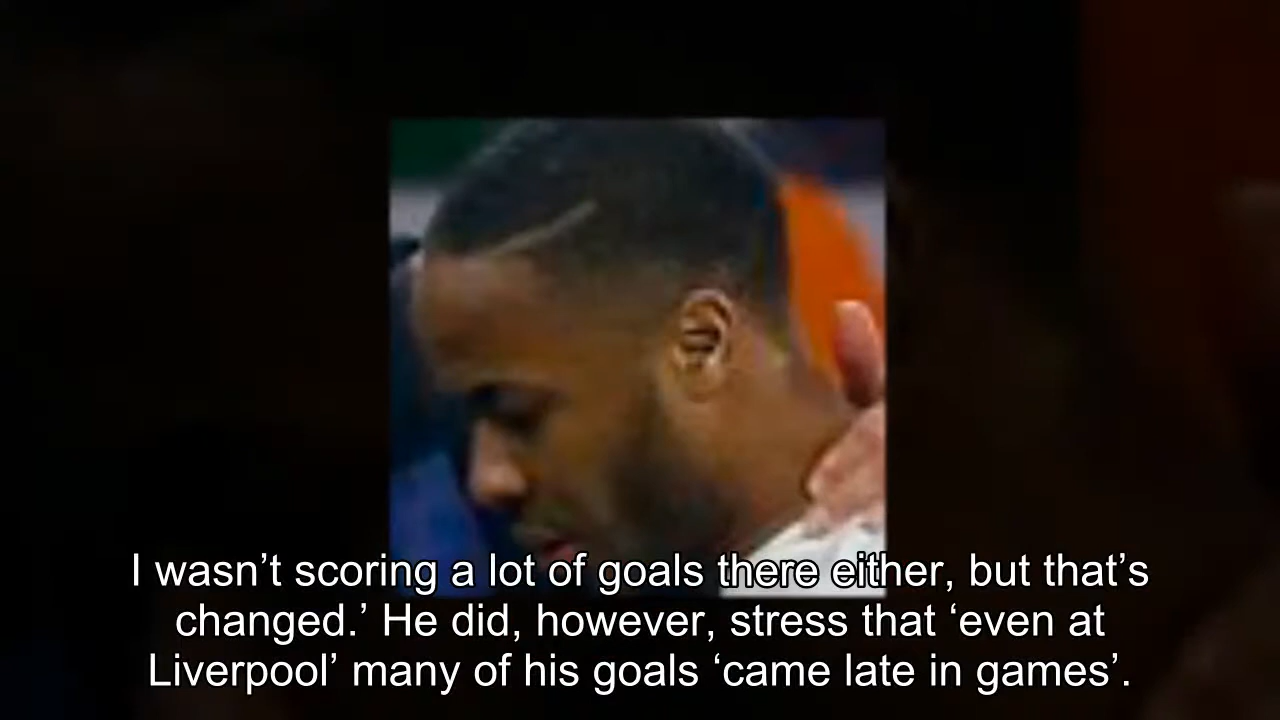 I wasn’t scoring a lot of goals there either, but that’s
changed.’ He did, however, stress that ‘even at
Liverpool’ many of his goals ‘came late in games’.